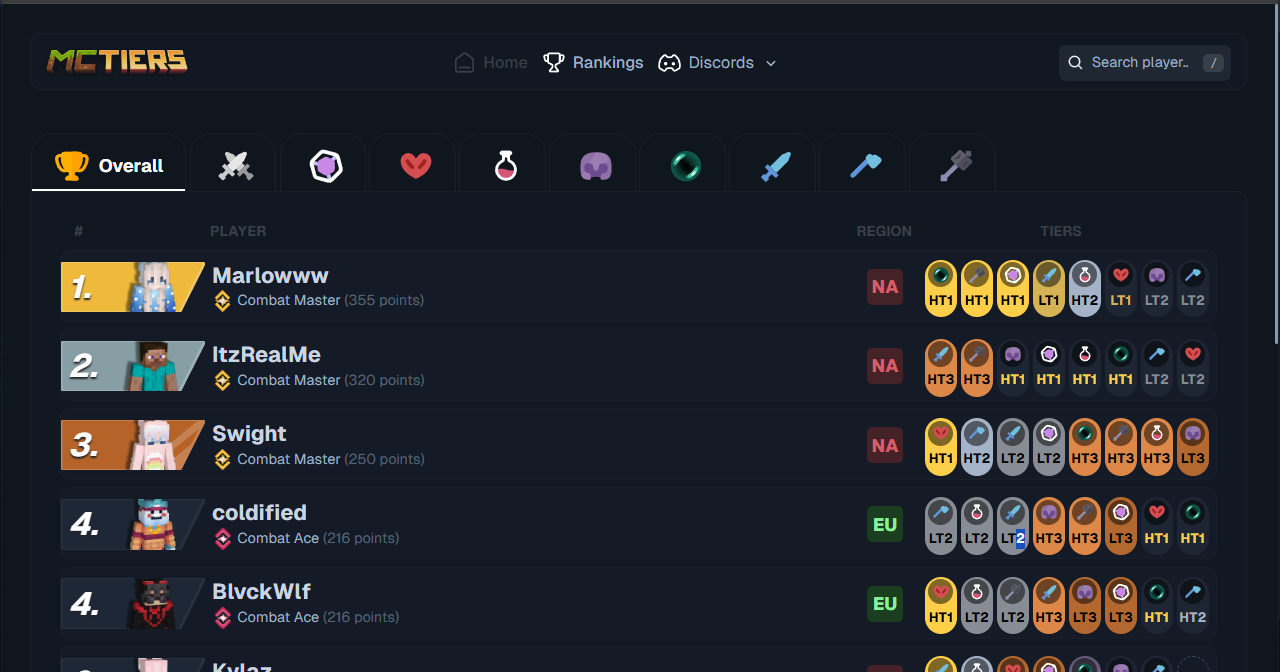 MCTIERS Home Rankings Discords Search player.. /
Overall
# PLAYER REGION TIERS
1. Marlowww NA
Combat Master (355 points)
HT1 HT1 HT1 LT1 HT2 LT1 LT2 LT2
2. ItzRealMe NA
Combat Master (320 points)
HT3 HT3 HT1 HT1 HT1 HT1 LT2 LT2
3. Swight NA
Combat Master (250 points)
HT1 HT2 LT2 LT2 HT3 HT3 HT3 LT3
4. coldified EU
Combat Ace (216 points)
LT2 LT2 LT2 HT3 HT3 LT3 HT1 HT1
4. BlvckWlf EU
Combat Ace (216 points)
HT1 LT2 LT2 HT3 LT3 LT3 HT1 HT2
Kylaz